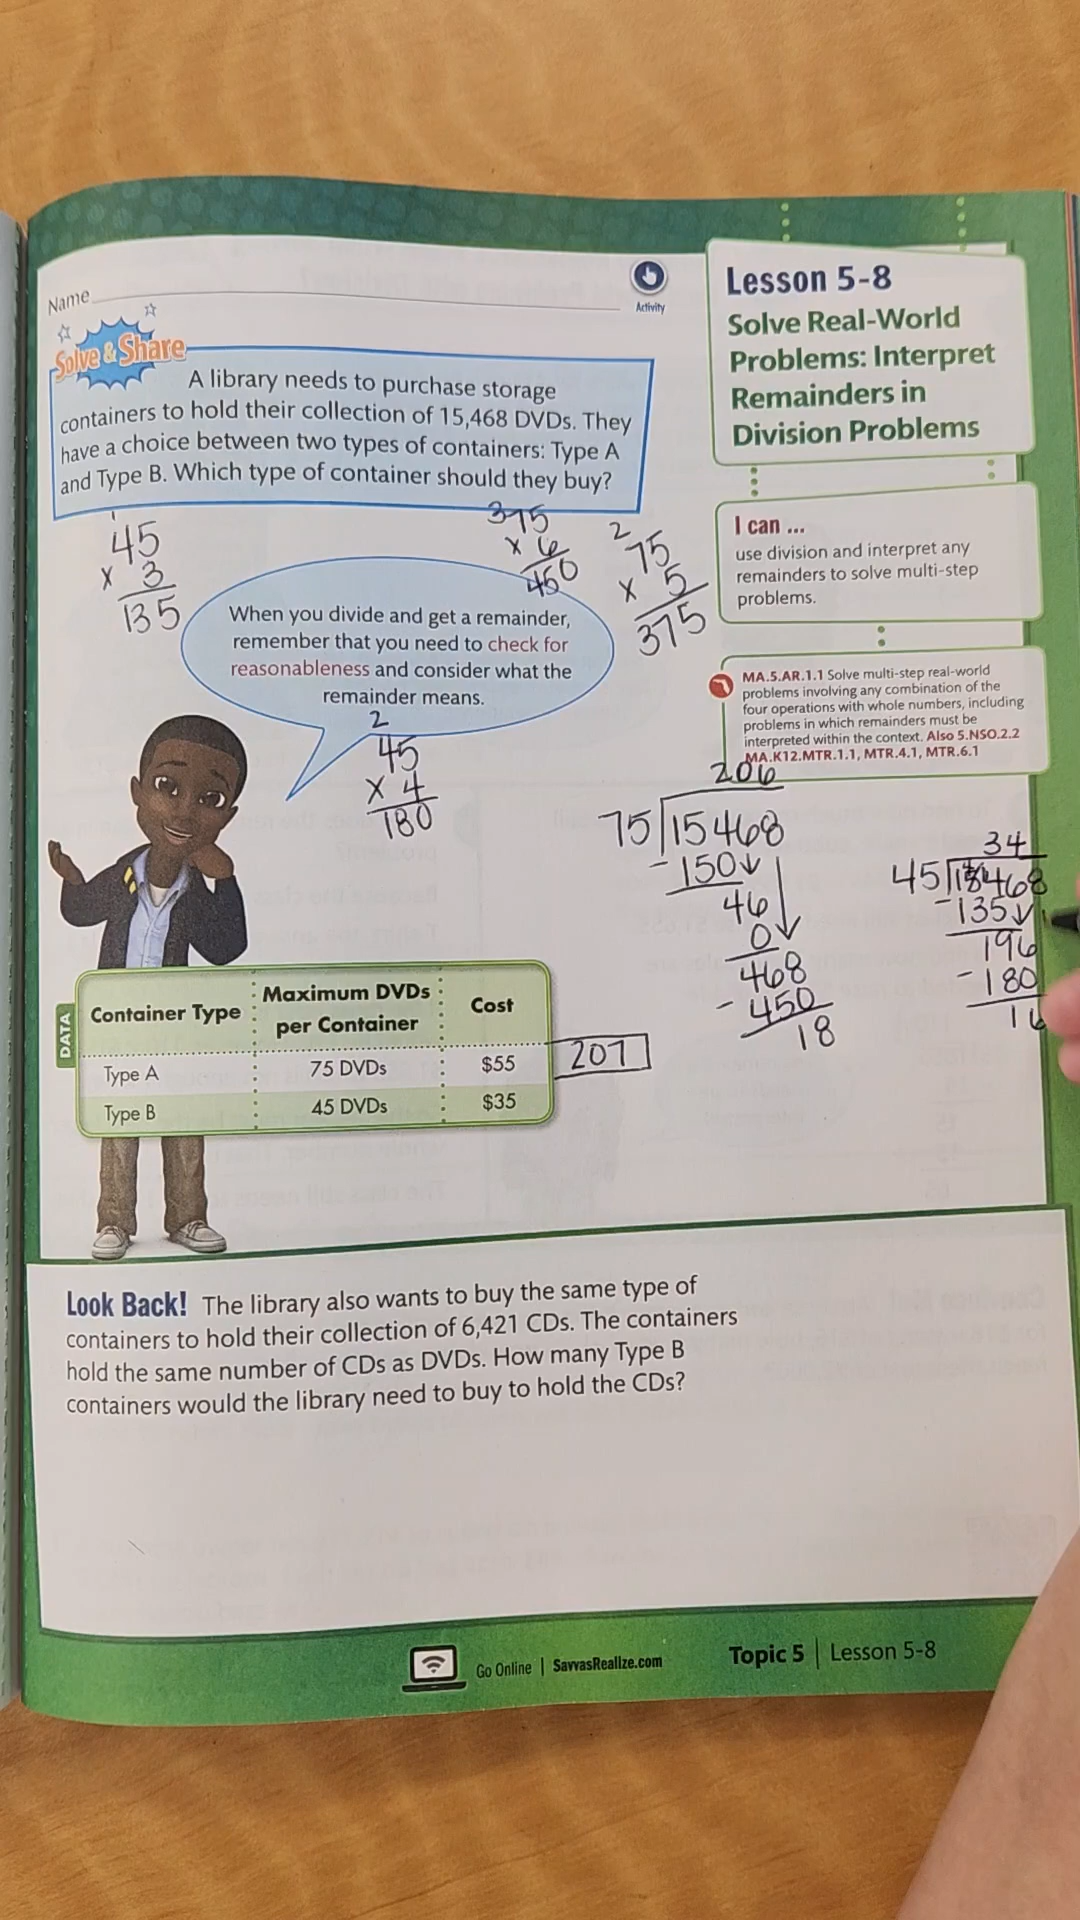 Name
Activity
Lesson 5-8
Solve Real-World
Problems: Interpret
Remainders in
Division Problems
Solve & Share
A library needs to purchase storage
containers to hold their collection of 15,468 DVDs. They
have a choice between two types of containers: Type A
and Type B. Which type of container should they buy?
I can ...
use division and interpret any
remainders to solve multi-step
problems.
1
45
x 3
135
375
x 6
450
2
75
x 5
375
When you divide and get a remainder,
remember that you need to check for
reasonableness and consider what the
remainder means.
MA.5.AR.1.1 Solve multi-step real-world
problems involving any combination of the
four operations with whole numbers, including
problems in which remainders must be
interpreted within the context. Also 5.NSO.2.2
MA.K12.MTR.1.1, MTR.4.1, MTR.6.1
2
45
x 4
180
206
75 15468
-150
46
0
468
-450
18
34
45 15468
-135
196
-180
16
DATA
Container Type Maximum DVDs per Container Cost
Type A 75 DVDs $55
Type B 45 DVDs $35
207
Look Back! The library also wants to buy the same type of
containers to hold their collection of 6,421 CDs. The containers
hold the same number of CDs as DVDs. How many Type B
containers would the library need to buy to hold the CDs?
Go Online | SavvasRealize.com
Topic 5 | Lesson 5-8